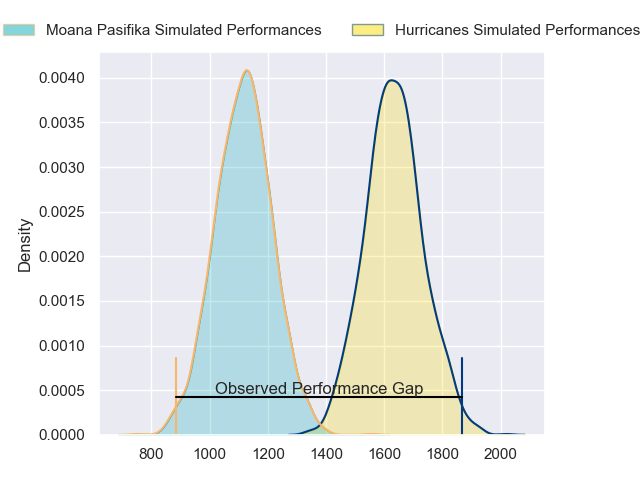 Moana Pasifika Simulated Performances Hurricanes Simulated Performances
0.0040
0.0035
0.0030
0.0025
0.0020
0.0015
0.0010
0.0005
0.0000
Density
Observed Performance Gap
800 1000 1200 1400 1600 1800 2000